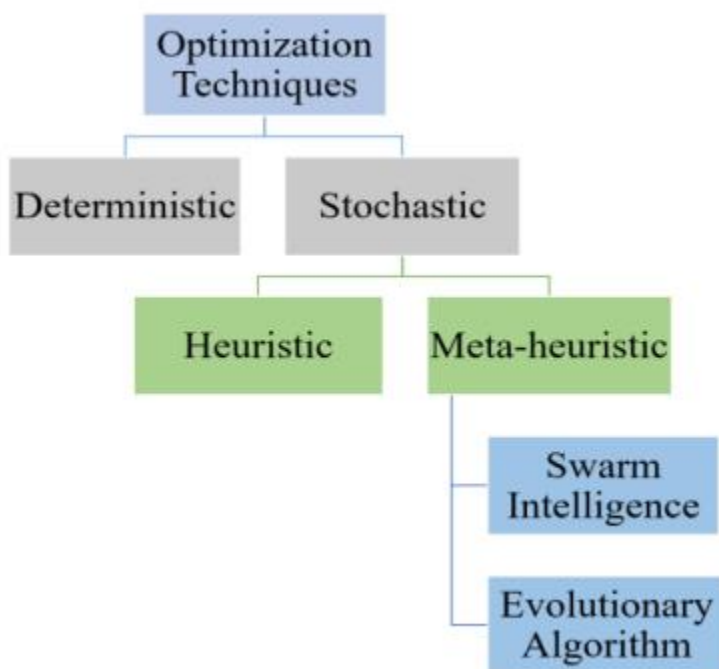 Optimization
Techniques
Deterministic
Stochastic
Heuristic
Meta-heuristic
Swarm
Intelligence
Evolutionary
Algorithm